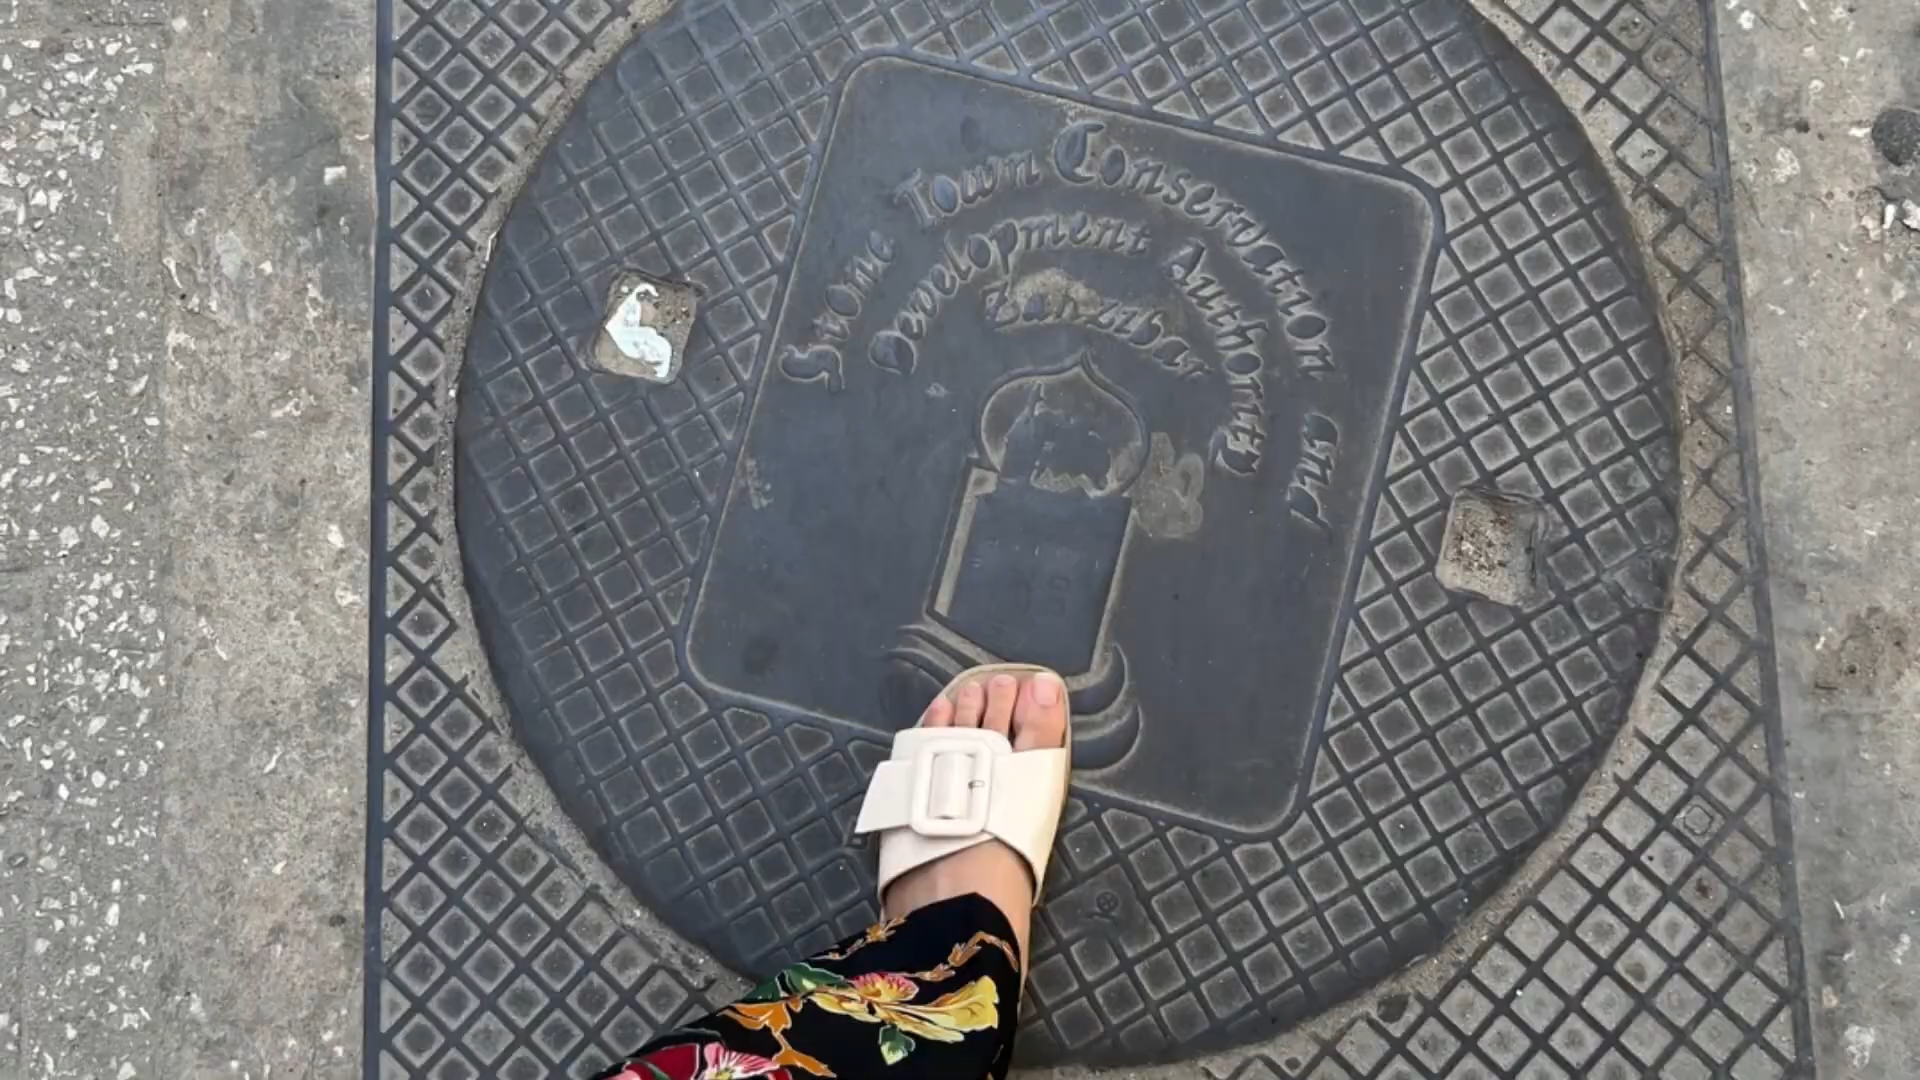 Stone Town Conservation and
Development Authority
Zanzibar